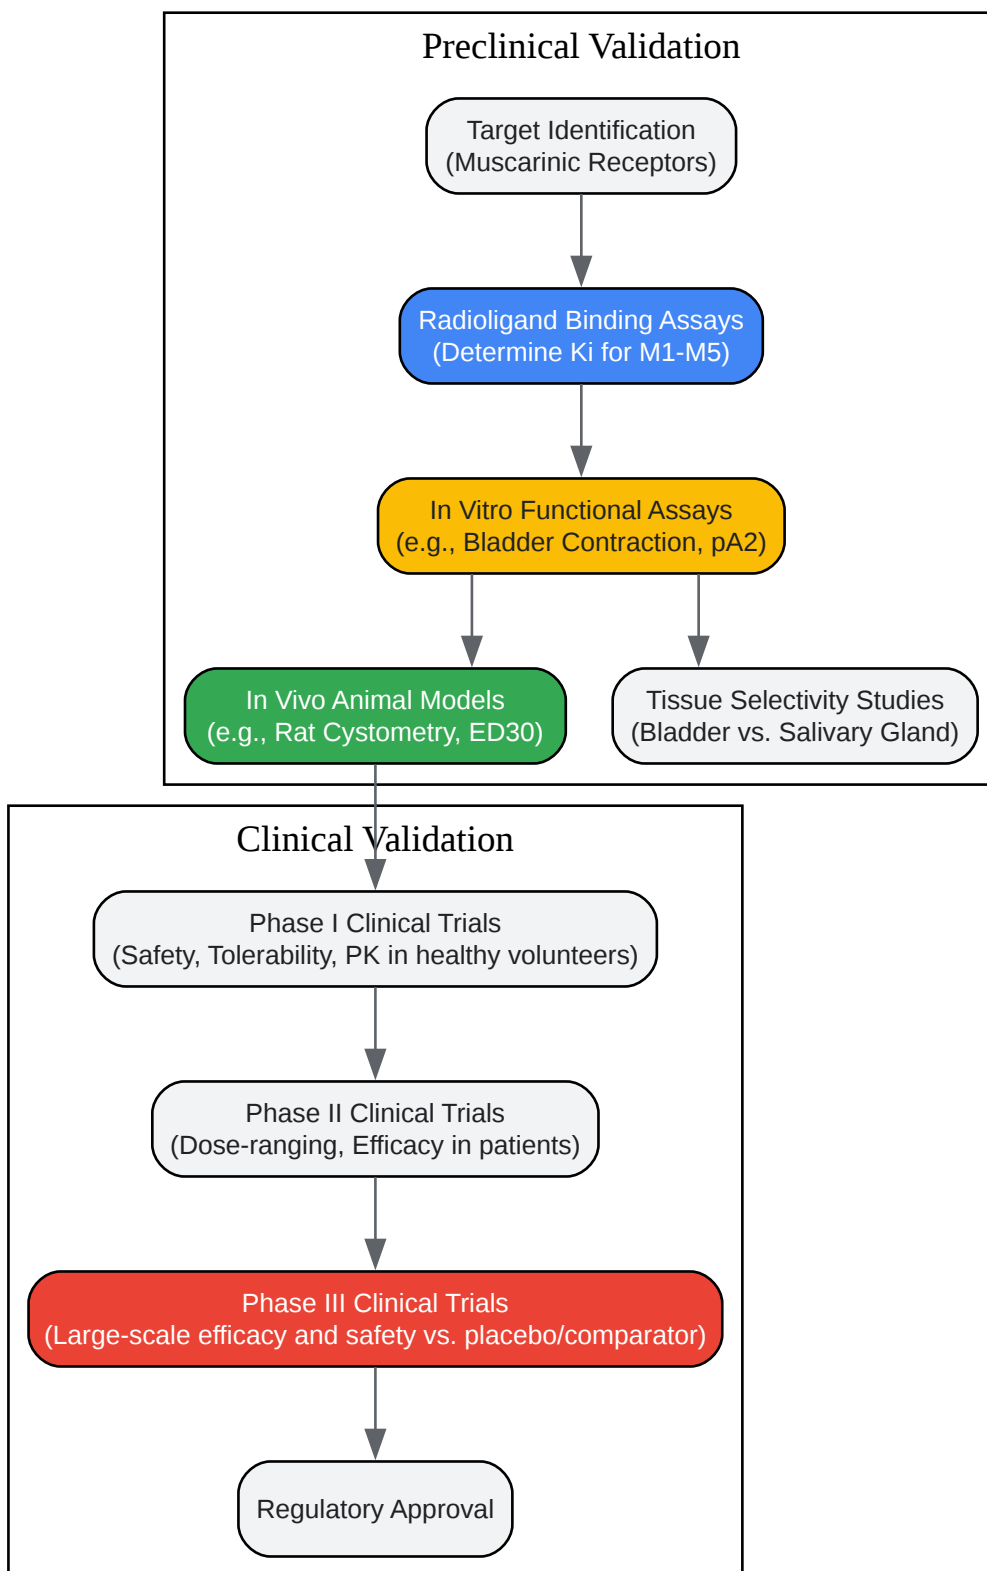 Preclinical Validation
Target Identification
(Muscarinic Receptors)
Radioligand Binding Assays
(Determine Ki for M1-M5)
In Vitro Functional Assays
(e.g., Bladder Contraction, pA2)
In Vivo Animal Models
(e.g., Rat Cystometry, ED30)
Tissue Selectivity Studies
(Bladder vs. Salivary Gland)
Clinical Validation
Phase I Clinical Trials
(Safety, Tolerability, PK in healthy volunteers)
Phase II Clinical Trials
(Dose-ranging, Efficacy in patients)
Phase III Clinical Trials
(Large-scale efficacy and safety vs. placebo/comparator)
Regulatory Approval